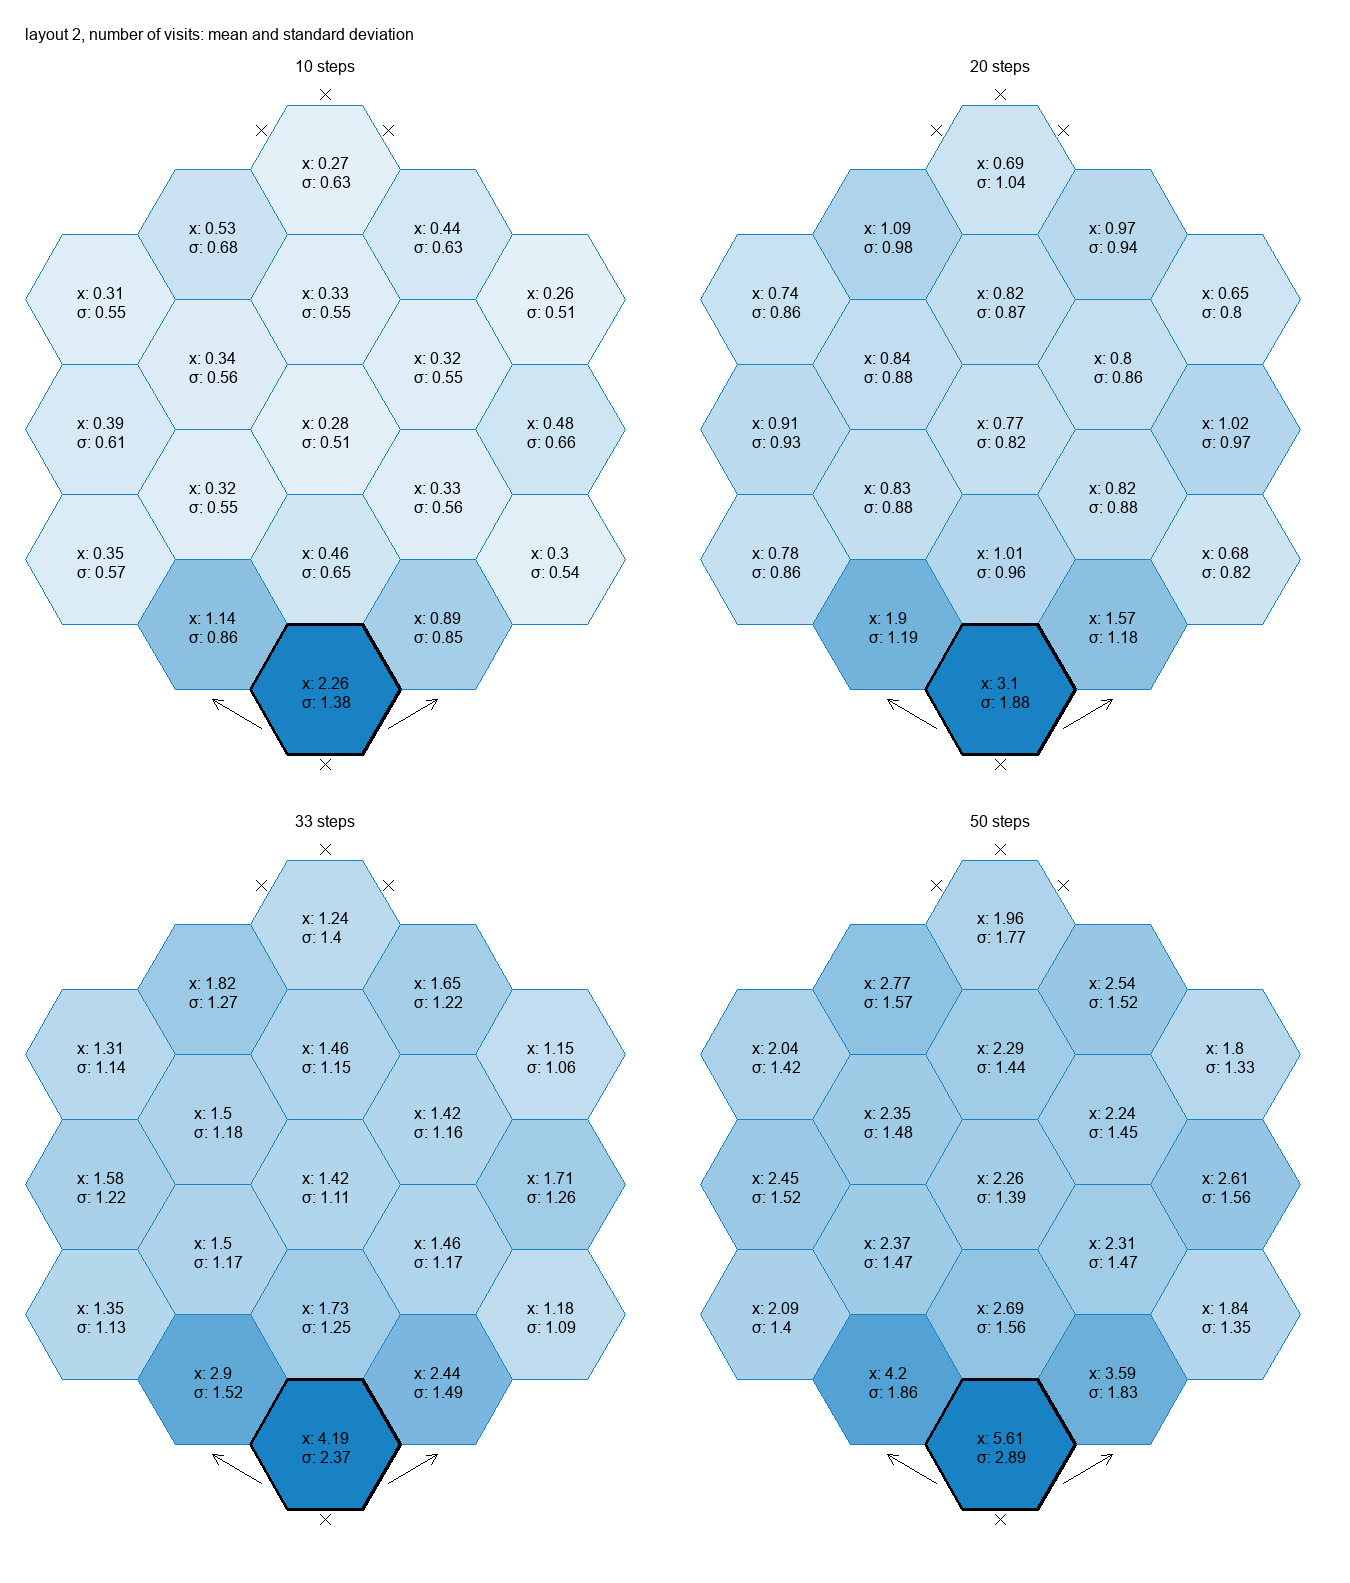 layout 2, number of visits: mean and standard deviation
10 steps
x: 0.27
σ: 0.63
x: 0.53
σ: 0.68
x: 0.44
σ: 0.63
x: 0.31
σ: 0.55
x: 0.33
σ: 0.55
x: 0.26
σ: 0.51
x: 0.34
σ: 0.56
x: 0.32
σ: 0.55
x: 0.39
σ: 0.61
x: 0.28
σ: 0.51
x: 0.48
σ: 0.66
x: 0.32
σ: 0.55
x: 0.33
σ: 0.56
x: 0.35
σ: 0.57
x: 0.46
σ: 0.65
x: 0.3
σ: 0.54
x: 1.14
σ: 0.86
x: 0.89
σ: 0.85
x: 2.26
σ: 1.38
20 steps
x: 0.69
σ: 1.04
x: 1.09
σ: 0.98
x: 0.97
σ: 0.94
x: 0.74
σ: 0.86
x: 0.82
σ: 0.87
x: 0.65
σ: 0.8
x: 0.84
σ: 0.88
x: 0.8
σ: 0.86
x: 0.91
σ: 0.93
x: 0.77
σ: 0.82
x: 1.02
σ: 0.97
x: 0.83
σ: 0.88
x: 0.82
σ: 0.88
x: 0.78
σ: 0.86
x: 1.01
σ: 0.96
x: 0.68
σ: 0.82
x: 1.9
σ: 1.19
x: 1.57
σ: 1.18
x: 3.1
σ: 1.88
33 steps
x: 1.24
σ: 1.4
x: 1.82
σ: 1.27
x: 1.65
σ: 1.22
x: 1.31
σ: 1.14
x: 1.46
σ: 1.15
x: 1.15
σ: 1.06
x: 1.5
σ: 1.18
x: 1.42
σ: 1.16
x: 1.58
σ: 1.22
x: 1.42
σ: 1.11
x: 1.71
σ: 1.26
x: 1.5
σ: 1.17
x: 1.46
σ: 1.17
x: 1.35
σ: 1.13
x: 1.73
σ: 1.25
x: 1.18
σ: 1.09
x: 2.9
σ: 1.52
x: 2.44
σ: 1.49
x: 4.19
σ: 2.37
50 steps
x: 1.96
σ: 1.77
x: 2.77
σ: 1.57
x: 2.54
σ: 1.52
x: 2.04
σ: 1.42
x: 2.29
σ: 1.44
x: 1.8
σ: 1.33
x: 2.35
σ: 1.48
x: 2.24
σ: 1.45
x: 2.45
σ: 1.52
x: 2.26
σ: 1.39
x: 2.61
σ: 1.56
x: 2.37
σ: 1.47
x: 2.31
σ: 1.47
x: 2.09
σ: 1.4
x: 2.69
σ: 1.56
x: 1.84
σ: 1.35
x: 4.2
σ: 1.86
x: 3.59
σ: 1.83
x: 5.61
σ: 2.89